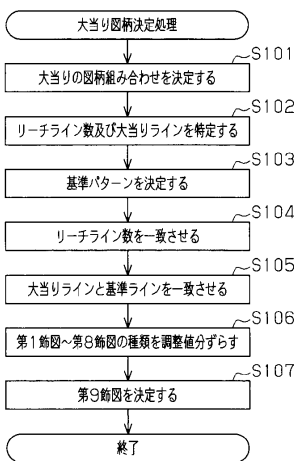 大当り図柄決定処理
S101
大当りの図柄組み合わせを決定する
S102
リーチライン数及び大当りラインを特定する
S103
基準パターンを決定する
S104
リーチライン数を一致させる
S105
大当りラインと基準ラインを一致させる
S106
第1飾図~第8飾図の種類を調整値分ずらす
S107
第9飾図を決定する
終了